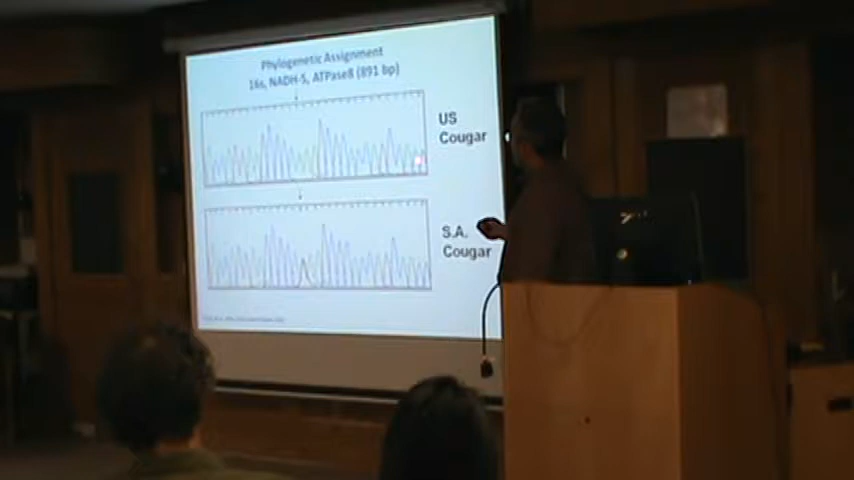 Phylogenetic Assignment
16s, NADH-5, ATPase8 (891 bp)
US
Cougar
S.A.
Cougar